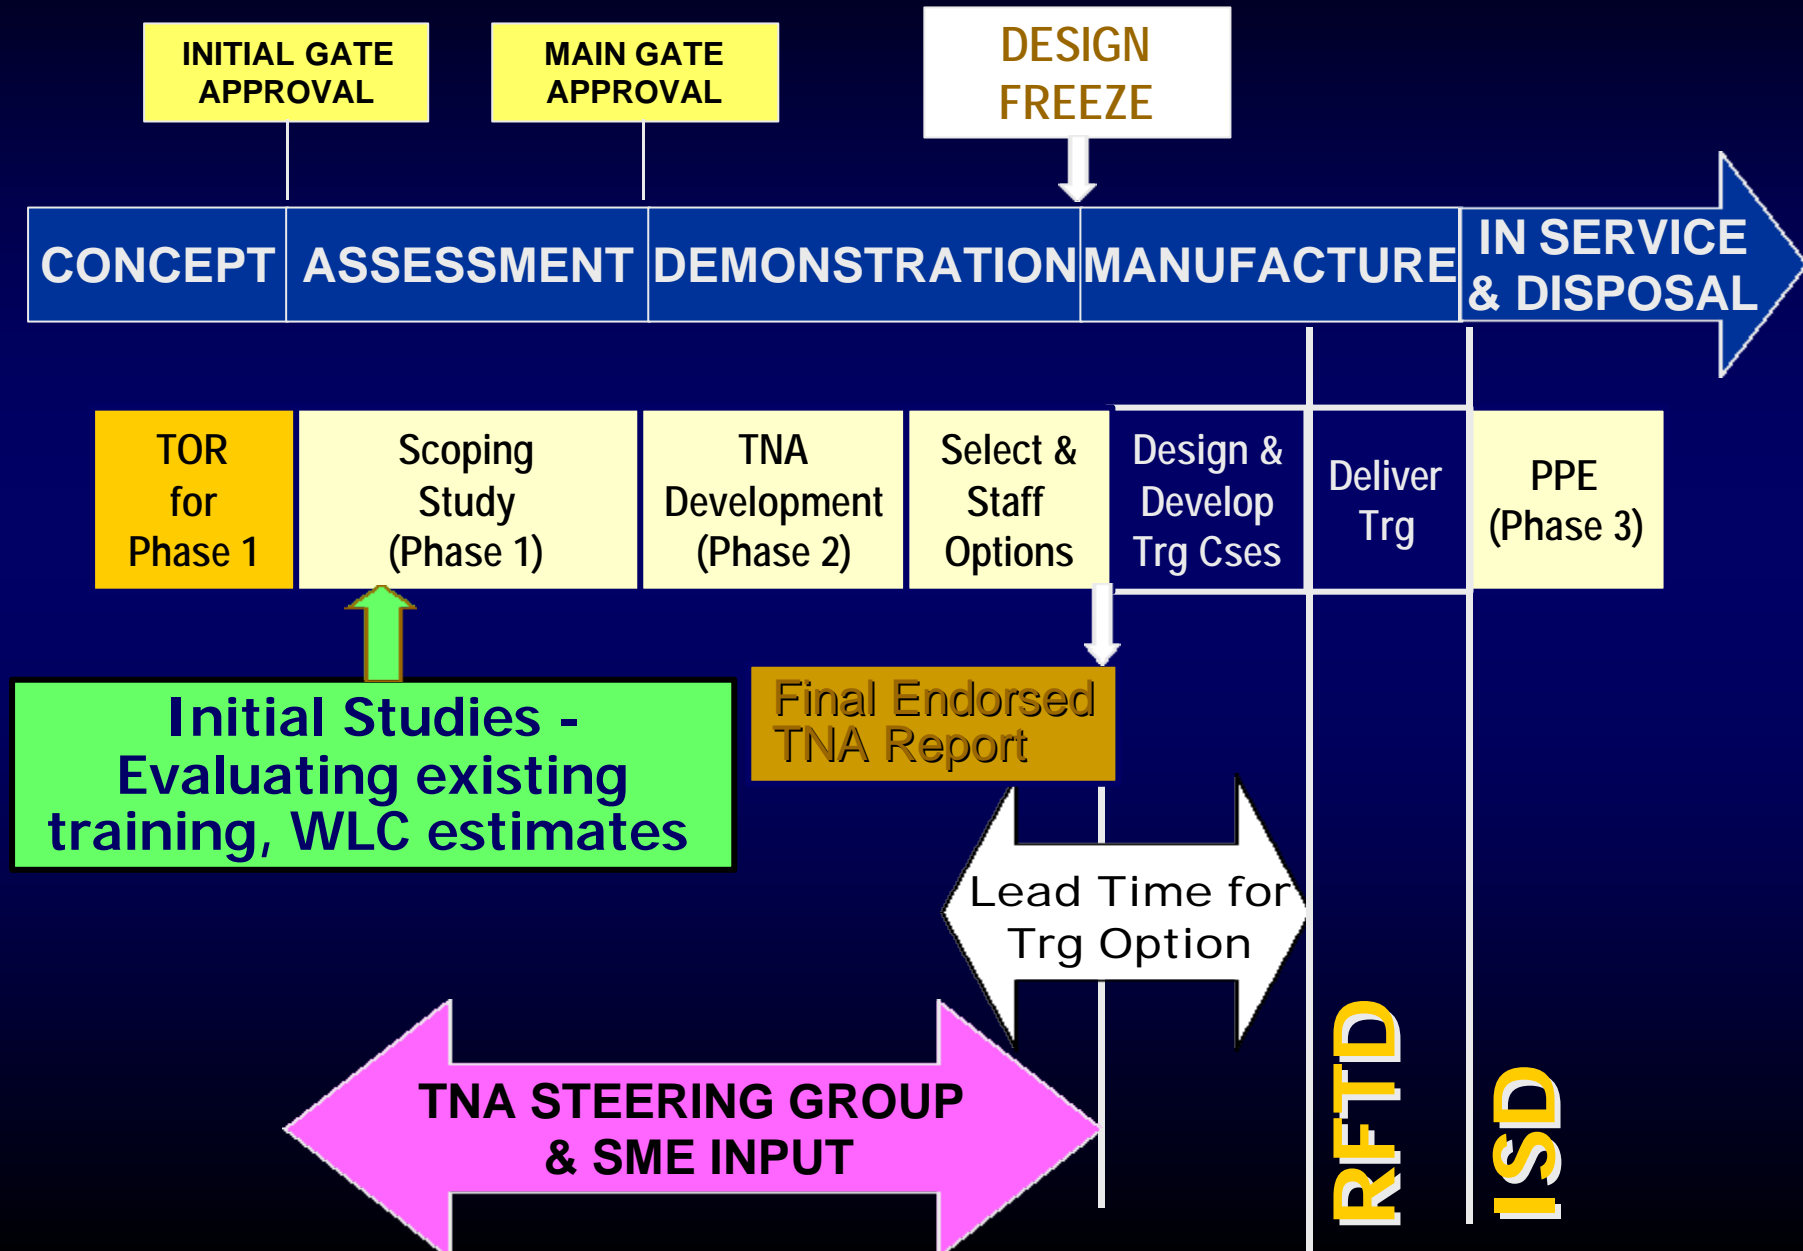 INITIAL GATE
APPROVAL
MAIN GATE
APPROVAL
DESIGN
FREEZE
CONCEPT
ASSESSMENT
DEMONSTRATION
MANUFACTURE
IN SERVICE
& DISPOSAL
TOR
for
Phase 1
Scoping
Study
(Phase 1)
TNA
Development
(Phase 2)
Select &
Staff
Options
Design &
Develop
Trg Cses
Deliver
Trg
PPE
(Phase 3)
Initial Studies -
Evaluating existing
training, WLC estimates
Final Endorsed
TNA Report
Lead Time for
Trg Option
TNA STEERING GROUP
& SME INPUT
RFTD
ISD